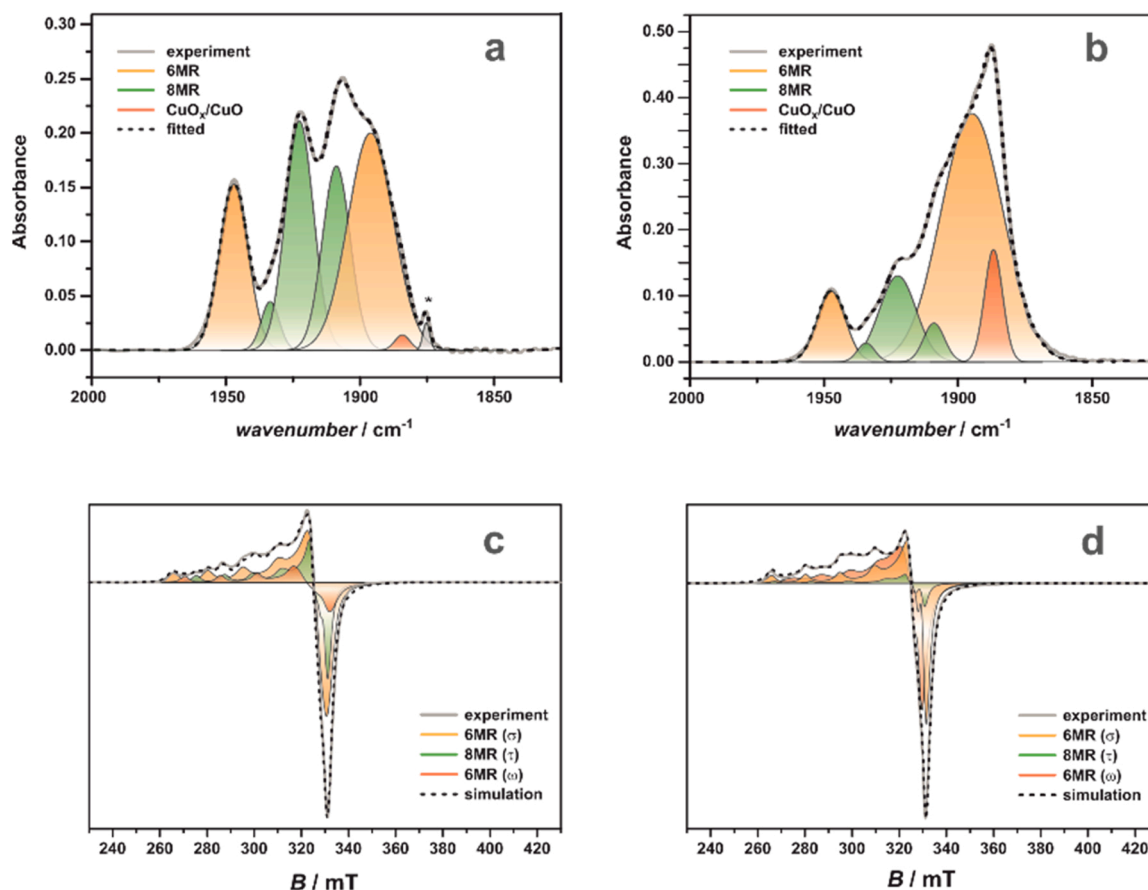 a
0.30
0.25
0.20
0.15
0.10
0.05
0.00
Absorbance
experiment
6MR
8MR
CuOₓ/CuO
fitted
*
2000 1950 1900 1850
wavenumber / cm⁻¹
b
0.50
0.40
0.30
0.20
0.10
0.00
Absorbance
experiment
6MR
8MR
CuOₓ/CuO
fitted
2000 1950 1900 1850
wavenumber / cm⁻¹
c
experiment
6MR (σ)
8MR (τ)
6MR (ω)
simulation
240 260 280 300 320 340 360 380 400 420
B / mT
d
experiment
6MR (σ)
8MR (τ)
6MR (ω)
simulation
240 260 280 300 320 340 360 380 400 420
B / mT